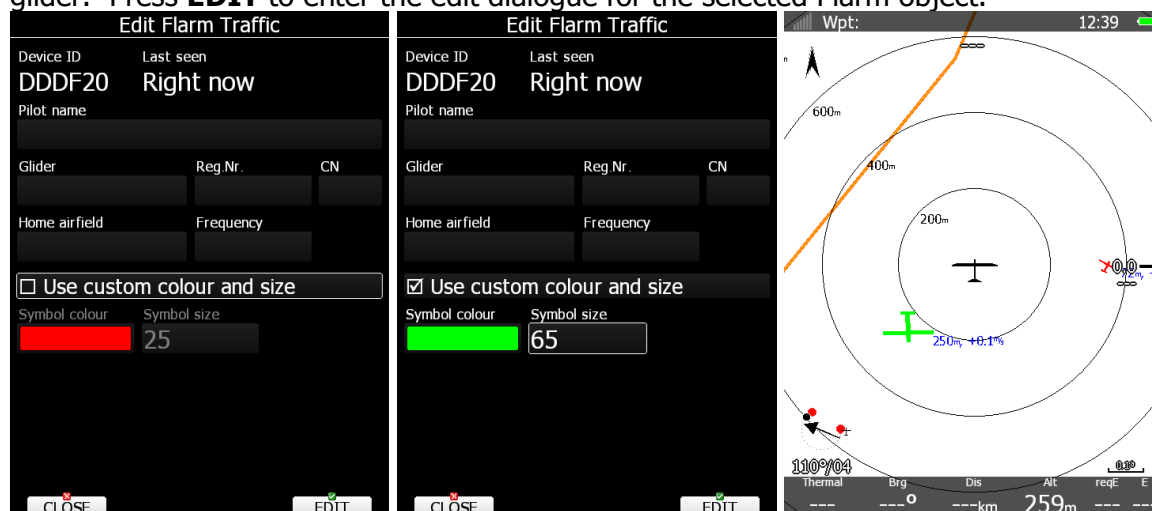 glider. Press EDIT to enter the edit dialogue for the selected Flarm object.
Edit Flarm Traffic
Device ID Last seen
DDDF20 Right now
Pilot name
Glider Reg.Nr. CN
Home airfield Frequency
Use custom colour and size
Symbol colour Symbol size
25
CLOSE EDIT
Edit Flarm Traffic
Device ID Last seen
DDDF20 Right now
Pilot name
Glider Reg.Nr. CN
Home airfield Frequency
Use custom colour and size
Symbol colour Symbol size
65
CLOSE EDIT
Wpt: 12:39
600m
400m
200m
0.0
250m, +0.1m/s
110°/04
Thermal Brg Dis Alt reqE E
--- ---° ---km 259m --- ---